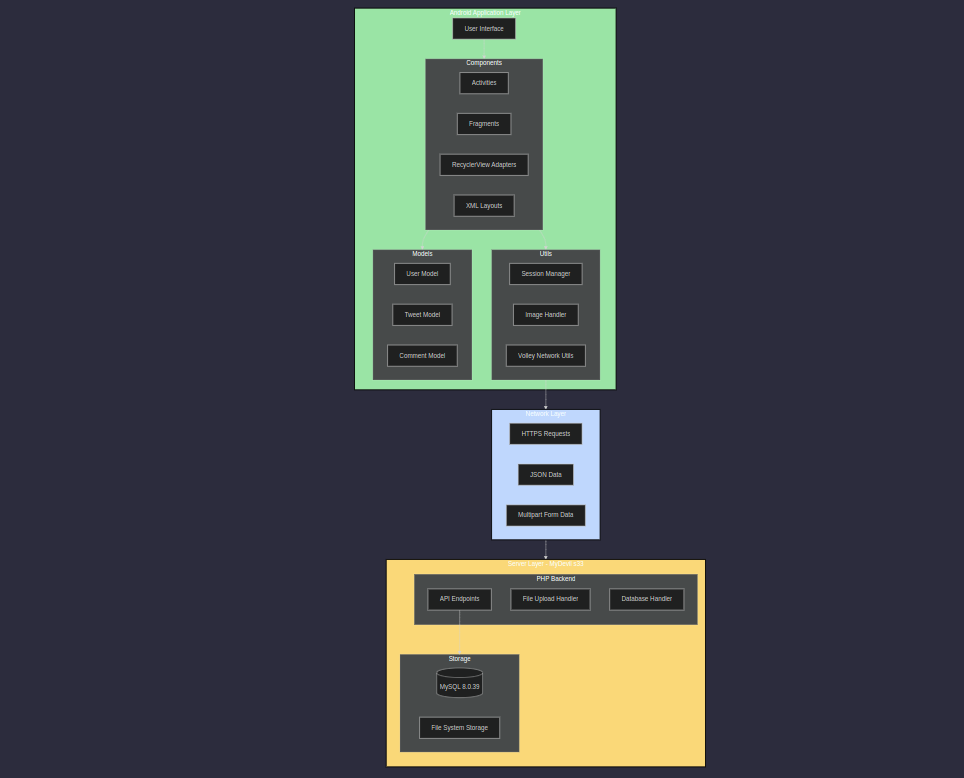 Android Application Layer
User Interface
Components
Activities
Fragments
RecyclerView Adapters
XML Layouts
Models
User Model
Tweet Model
Comment Model
Utils
Session Manager
Image Handler
Volley Network Utils
Network Layer
HTTPS Requests
JSON Data
Multipart Form Data
Server Layer -
PHP Backend
API Endpoints
File Upload Handler
Database Handler
Storage
MySQL 8.0.39
File System Storage